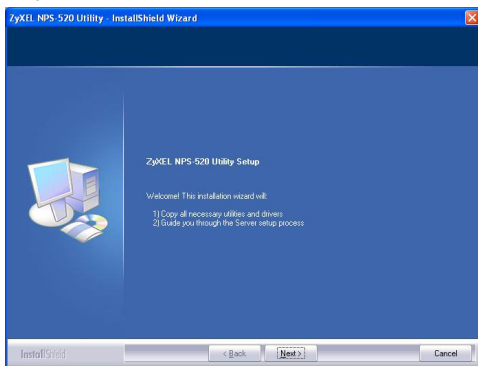 ZyXEL NPS-520 Utility - InstallShield Wizard
ZyXEL NPS-520 Utility Setup
Welcome! This installation wizard will:
1) Copy all necessary utilities and drivers
2) Guide you through the Server setup process
InstallShield
< Back
Next >
Cancel